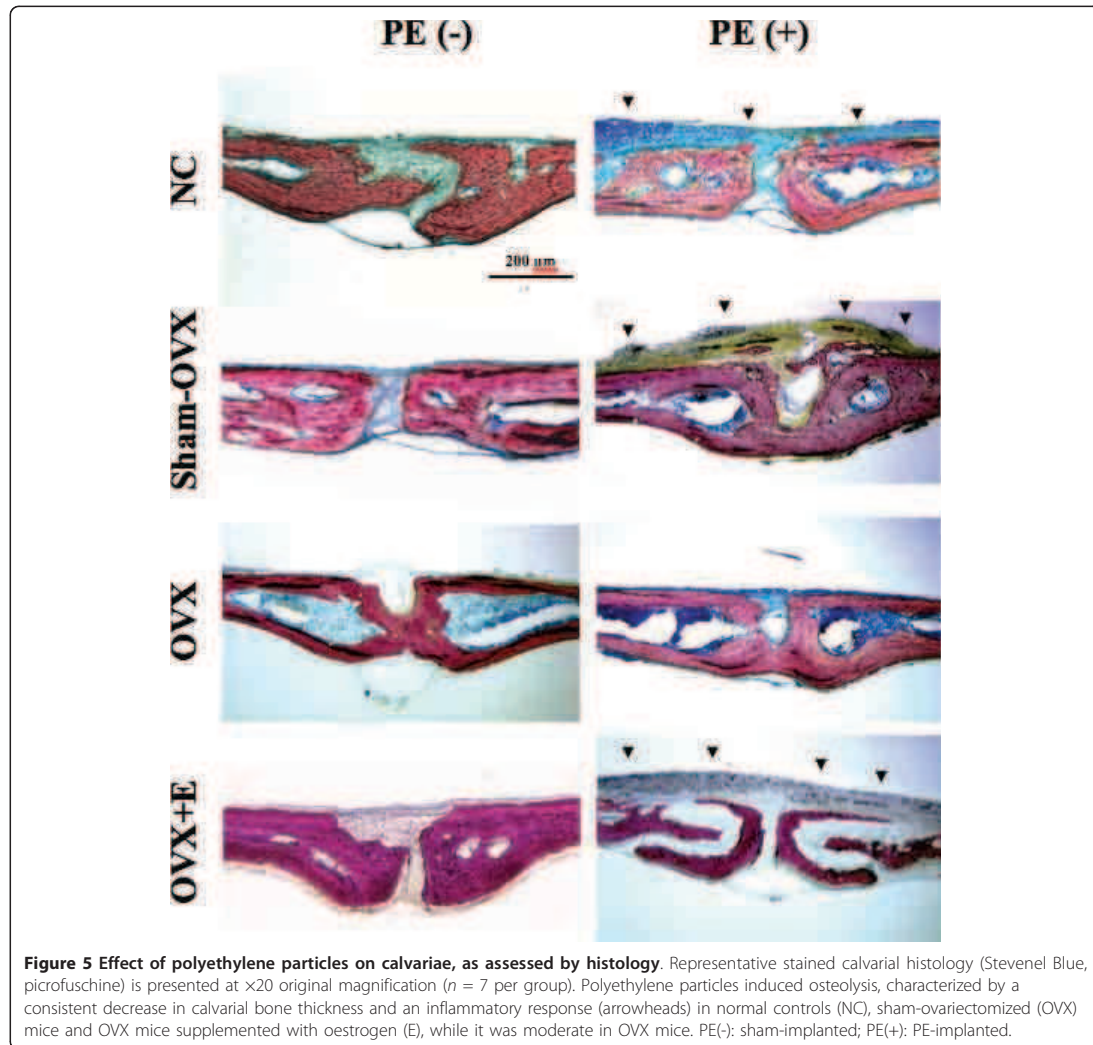 PE (-) PE (+)
NC
200 µm
Sham-OVX
OVX
OVX+E
Figure 5 Effect of polyethylene particles on calvariae, as assessed by histology. Representative stained calvarial histology (Stevenel Blue,
picrofuschine) is presented at ×20 original magnification (n = 7 per group). Polyethylene particles induced osteolysis, characterized by a
consistent decrease in calvarial bone thickness and an inflammatory response (arrowheads) in normal controls (NC), sham-ovariectomized (OVX)
mice and OVX mice supplemented with oestrogen (E), while it was moderate in OVX mice. PE(-): sham-implanted; PE(+): PE-implanted.